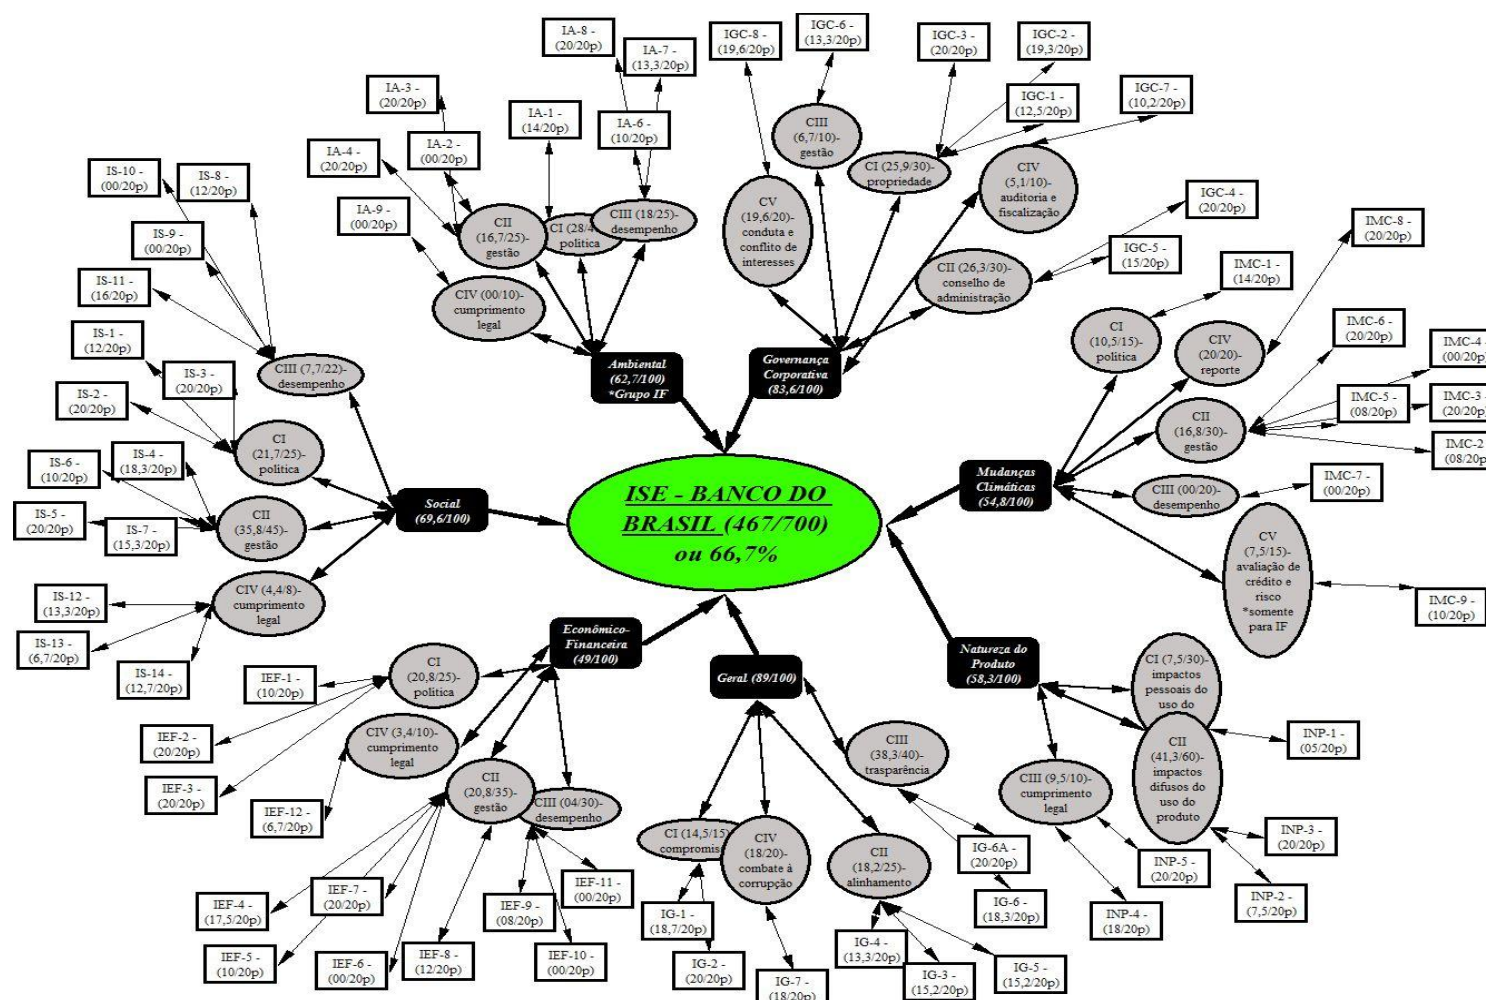 IA-8 -
(20/20p)
IA-7 -
(13,3/20p)
IA-3 -
(20/20p)
IA-1 -
(14/20p)
IA-6 -
(10/20p)
IA-4 -
(20/20p)
IA-2 -
(00/20p)
IA-9 -
(00/20p)
CII
(16,7/25)-
gestão
CI (28/4
política
CIII (18/25)-
desempenho
CIV (00/10)-
cumprimento
legal
Ambiental
(62,7/100)
*Grupo IF
IGC-8 -
(19,6/20p)
IGC-6 -
(13,3/20p)
IGC-3 -
(20/20p)
IGC-2 -
(19,3/20p)
IGC-1 -
(12,5/20p)
IGC-7 -
(10,2/20p)
IGC-4 -
(20/20p)
IGC-5 -
(15/20p)
CIII
(6,7/10)-
gestão
CI (25,9/30)-
propriedade
CIV
(5,1/10)-
auditoria e
fiscalização
CV
(19,6/20)-
conduta e
conflito de
interesses
CII (26,3/30)-
conselho de
administração
Governança
Corporativa
(83,6/100)
IS-10 -
(00/20p)
IS-8 -
(12/20p)
IS-9 -
(00/20p)
IS-11 -
(16/20p)
IS-1 -
(12/20p)
IS-3 -
(20/20p)
IS-2 -
(20/20p)
IS-4 -
(18,3/20p)
IS-6 -
(10/20p)
IS-5 -
(20/20p)
IS-7 -
(15,3/20p)
IS-12 -
(13,3/20p)
IS-13 -
(6,7/20p)
IS-14 -
(12,7/20p)
CIII (7,7/22)-
desempenho
CI
(21,7/25)-
política
CII
(35,8/45)-
gestão
CIV (4,4/8)-
cumprimento
legal
Social
(69,6/100)
ISE - BANCO DO
BRASIL (467/700)
ou 66,7%
IMC-8 -
(20/20p)
IMC-1 -
(14/20p)
IMC-6 -
(20/20p)
IMC-4 -
(00/20p)
IMC-5 -
(08/20p)
IMC-3 -
(20/20p)
IMC-2 -
(08/20p)
IMC-7 -
(00/20p)
IMC-9 -
(10/20p)
CI
(10,5/15)-
política
CIV
(20/20)-
reporte
CII
(16,8/30)-
gestão
CIII (00/20)-
desempenho
CV
(7,5/15)-
avaliação de
crédito e
risco
*somente
para IF
Mudanças
Climáticas
(54,8/100)
Econômico-
Financeira
(49/100)
CI
(20,8/25)-
política
CIV (3,4/10)-
cumprimento
legal
CII
(20,8/35)-
gestão
CIII (04/30)-
desempenho
IEF-1 -
(10/20p)
IEF-2 -
(20/20p)
IEF-3 -
(20/20p)
IEF-12 -
(6,7/20p)
IEF-4 -
(17,5/20p)
IEF-7 -
(20/20p)
IEF-5 -
(10/20p)
IEF-6 -
(00/20p)
IEF-8 -
(12/20p)
IEF-9 -
(08/20p)
IEF-11 -
(00/20p)
IEF-10 -
(00/20p)
Geral (89/100)
CIII
(38,3/40)-
trasparência
CI (14,5/15)
compromis
CIV
(18/20)-
combate à
corrupção
CII
(18,2/25)-
alinhamento
IG-6A -
(20/20p)
IG-6 -
(18,3/20p)
IG-1 -
(18,7/20p)
IG-2 -
(20/20p)
IG-7 -
(18/20p)
IG-4 -
(13,3/20p)
IG-3 -
(15,2/20p)
IG-5 -
(15,2/20p)
Natureza do
Produto
(58,3/100)
CI (7,5/30)-
impactos
pessoais do
uso do
CII
(41,3/60)-
impactos
difusos do
uso do
produto
CIII (9,5/10)-
cumprimento
legal
INP-1 -
(05/20p)
INP-3 -
(20/20p)
INP-5 -
(20/20p)
INP-2 -
(7,5/20p)
INP-4 -
(18/20p)